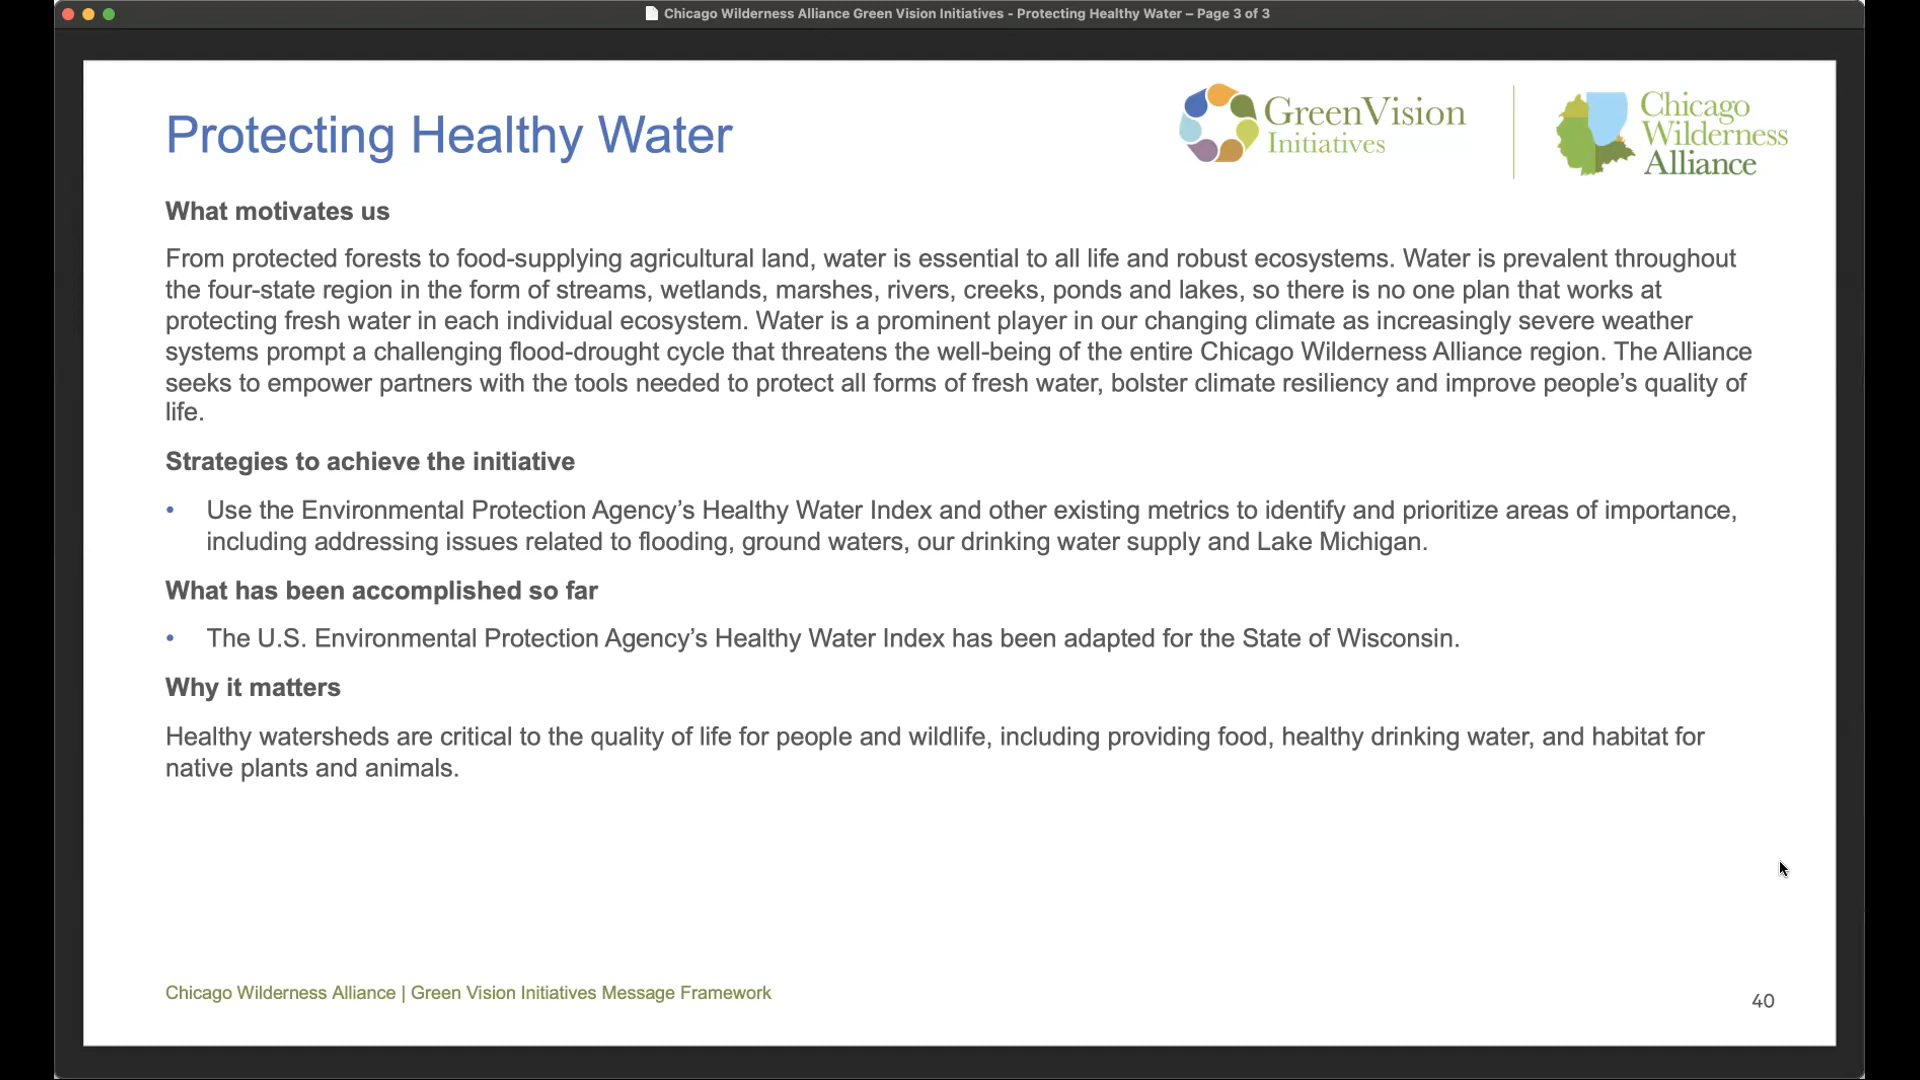 Chicago Wilderness Alliance Green Vision Initiatives - Protecting Healthy Water – Page 3 of 3
Protecting Healthy Water
GreenVision
Initiatives
Chicago
Wilderness
Alliance
What motivates us
From protected forests to food-supplying agricultural land, water is essential to all life and robust ecosystems. Water is prevalent throughout
the four-state region in the form of streams, wetlands, marshes, rivers, creeks, ponds and lakes, so there is no one plan that works at
protecting fresh water in each individual ecosystem. Water is a prominent player in our changing climate as increasingly severe weather
systems prompt a challenging flood-drought cycle that threatens the well-being of the entire Chicago Wilderness Alliance region. The Alliance
seeks to empower partners with the tools needed to protect all forms of fresh water, bolster climate resiliency and improve people’s quality of
life.
Strategies to achieve the initiative
• Use the Environmental Protection Agency’s Healthy Water Index and other existing metrics to identify and prioritize areas of importance,
including addressing issues related to flooding, ground waters, our drinking water supply and Lake Michigan.
What has been accomplished so far
• The U.S. Environmental Protection Agency’s Healthy Water Index has been adapted for the State of Wisconsin.
Why it matters
Healthy watersheds are critical to the quality of life for people and wildlife, including providing food, healthy drinking water, and habitat for
native plants and animals.
Chicago Wilderness Alliance | Green Vision Initiatives Message Framework
40